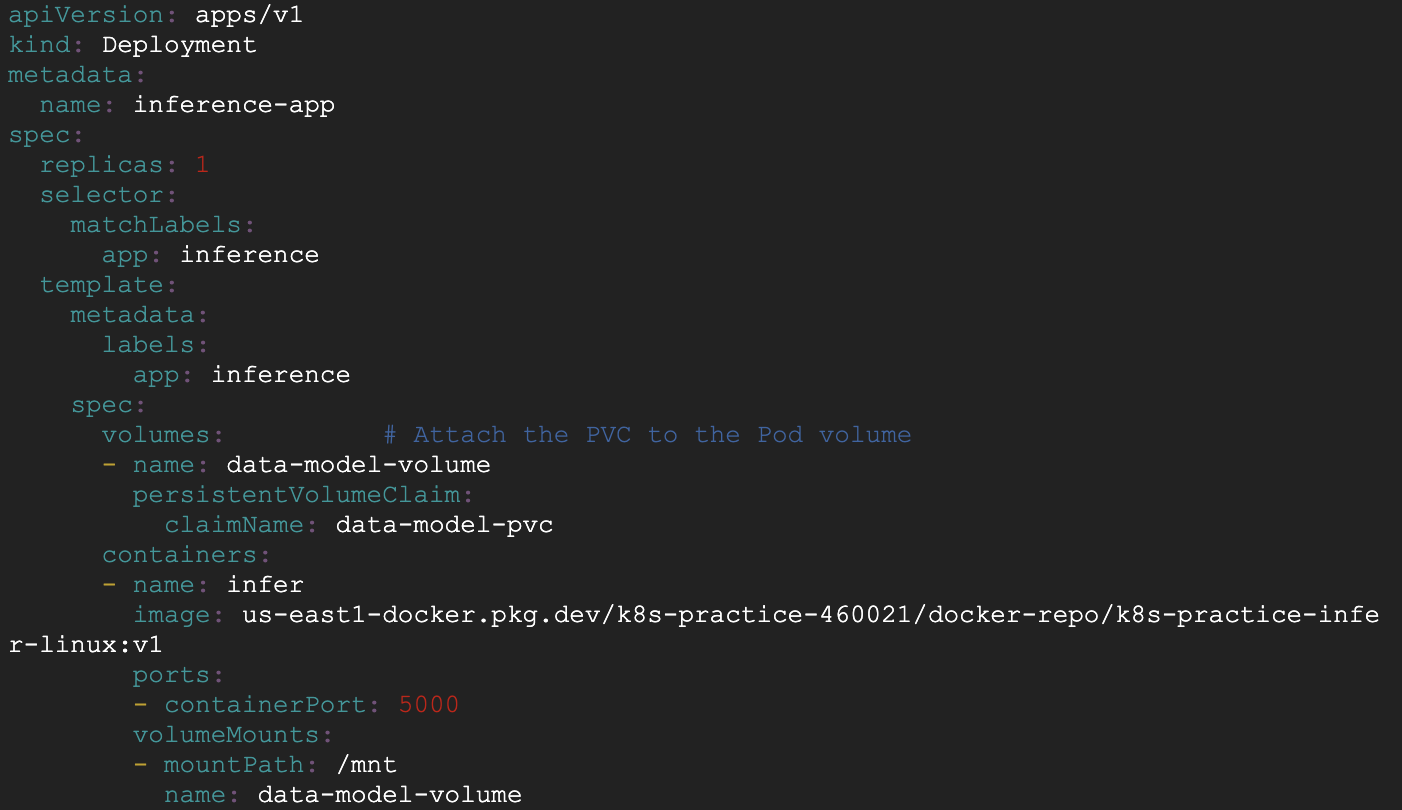 apiVersion: apps/v1
kind: Deployment
metadata:
  name: inference-app
spec:
  replicas: 1
  selector:
    matchLabels:
      app: inference
  template:
    metadata:
      labels:
        app: inference
    spec:
      volumes:          # Attach the PVC to the Pod volume
      - name: data-model-volume
        persistentVolumeClaim:
          claimName: data-model-pvc
      containers:
      - name: infer
        image: us-east1-docker.pkg.dev/k8s-practice-460021/docker-repo/k8s-practice-infe
r-linux:v1
        ports:
        - containerPort: 5000
        volumeMounts:
        - mountPath: /mnt
          name: data-model-volume